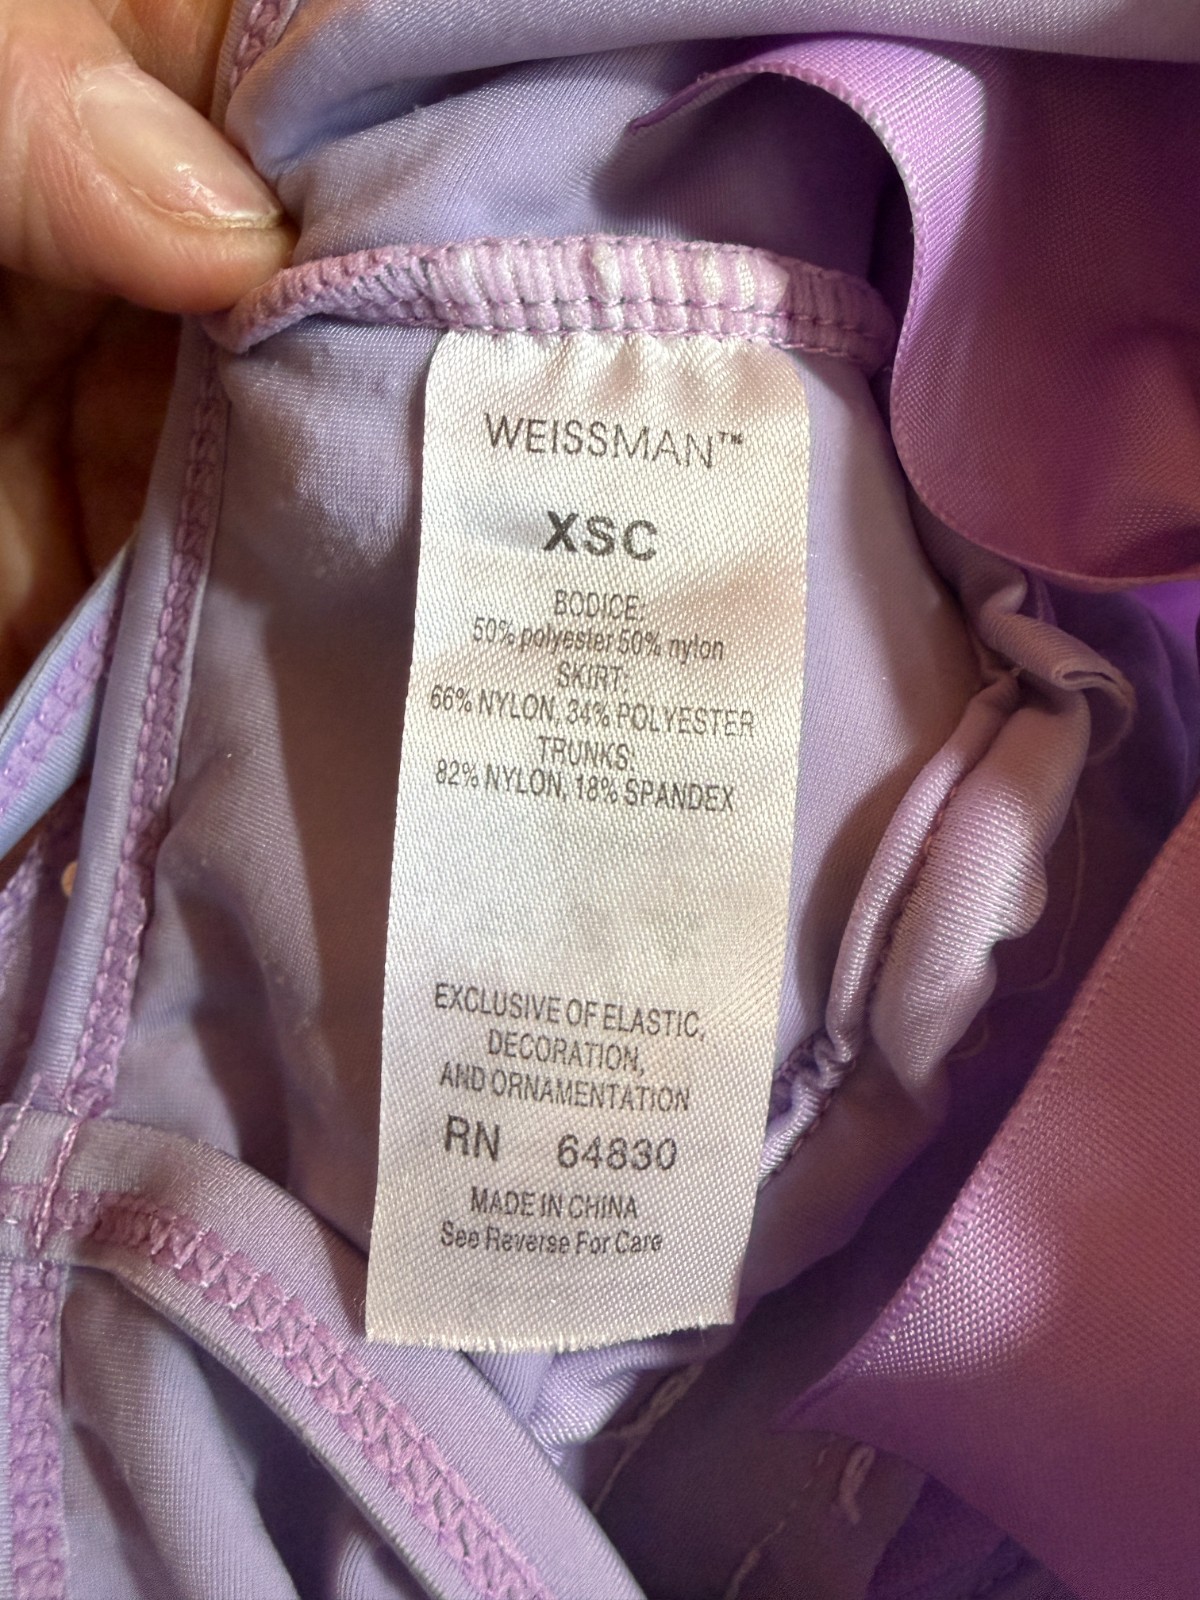 WEISSMAN™
XSC
BODICE:
50% polyester 50% nylon
SKIRT:
66% NYLON, 34% POLYESTER
TRUNKS:
82% NYLON, 18% SPANDEX
EXCLUSIVE OF ELASTIC,
DECORATION,
AND ORNAMENTATION
RN 64830
MADE IN CHINA
See Reverse For Care